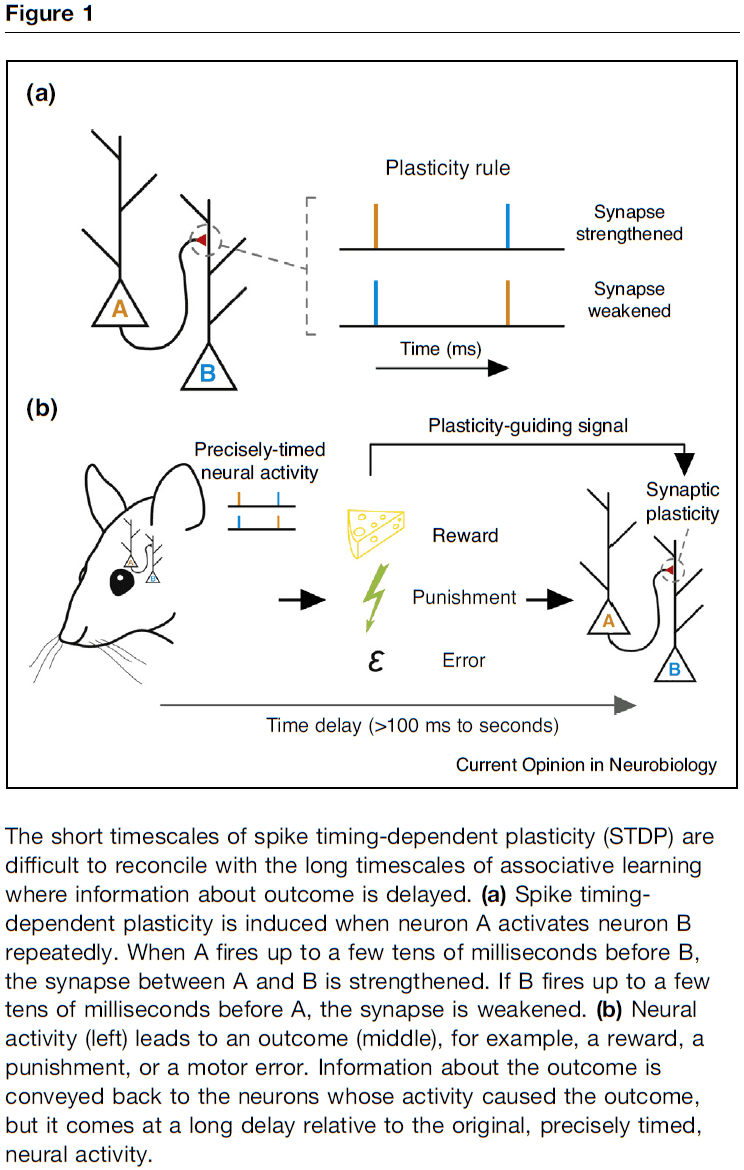 Figure 1
(a)
Plasticity rule
Synapse
strengthened
Synapse
weakened
A
B
Time (ms)
(b)
Plasticity-guiding signal
Precisely-timed
neural activity
Synaptic
plasticity
Reward
Punishment
Error
ε
A
B
A
B
Time delay (>100 ms to seconds)
Current Opinion in Neurobiology
The short timescales of spike timing-dependent plasticity (STDP) are
difficult to reconcile with the long timescales of associative learning
where information about outcome is delayed. (a) Spike timing-
dependent plasticity is induced when neuron A activates neuron B
repeatedly. When A fires up to a few tens of milliseconds before B,
the synapse between A and B is strengthened. If B fires up to a few
tens of milliseconds before A, the synapse is weakened. (b) Neural
activity (left) leads to an outcome (middle), for example, a reward, a
punishment, or a motor error. Information about the outcome is
conveyed back to the neurons whose activity caused the outcome,
but it comes at a long delay relative to the original, precisely timed,
neural activity.